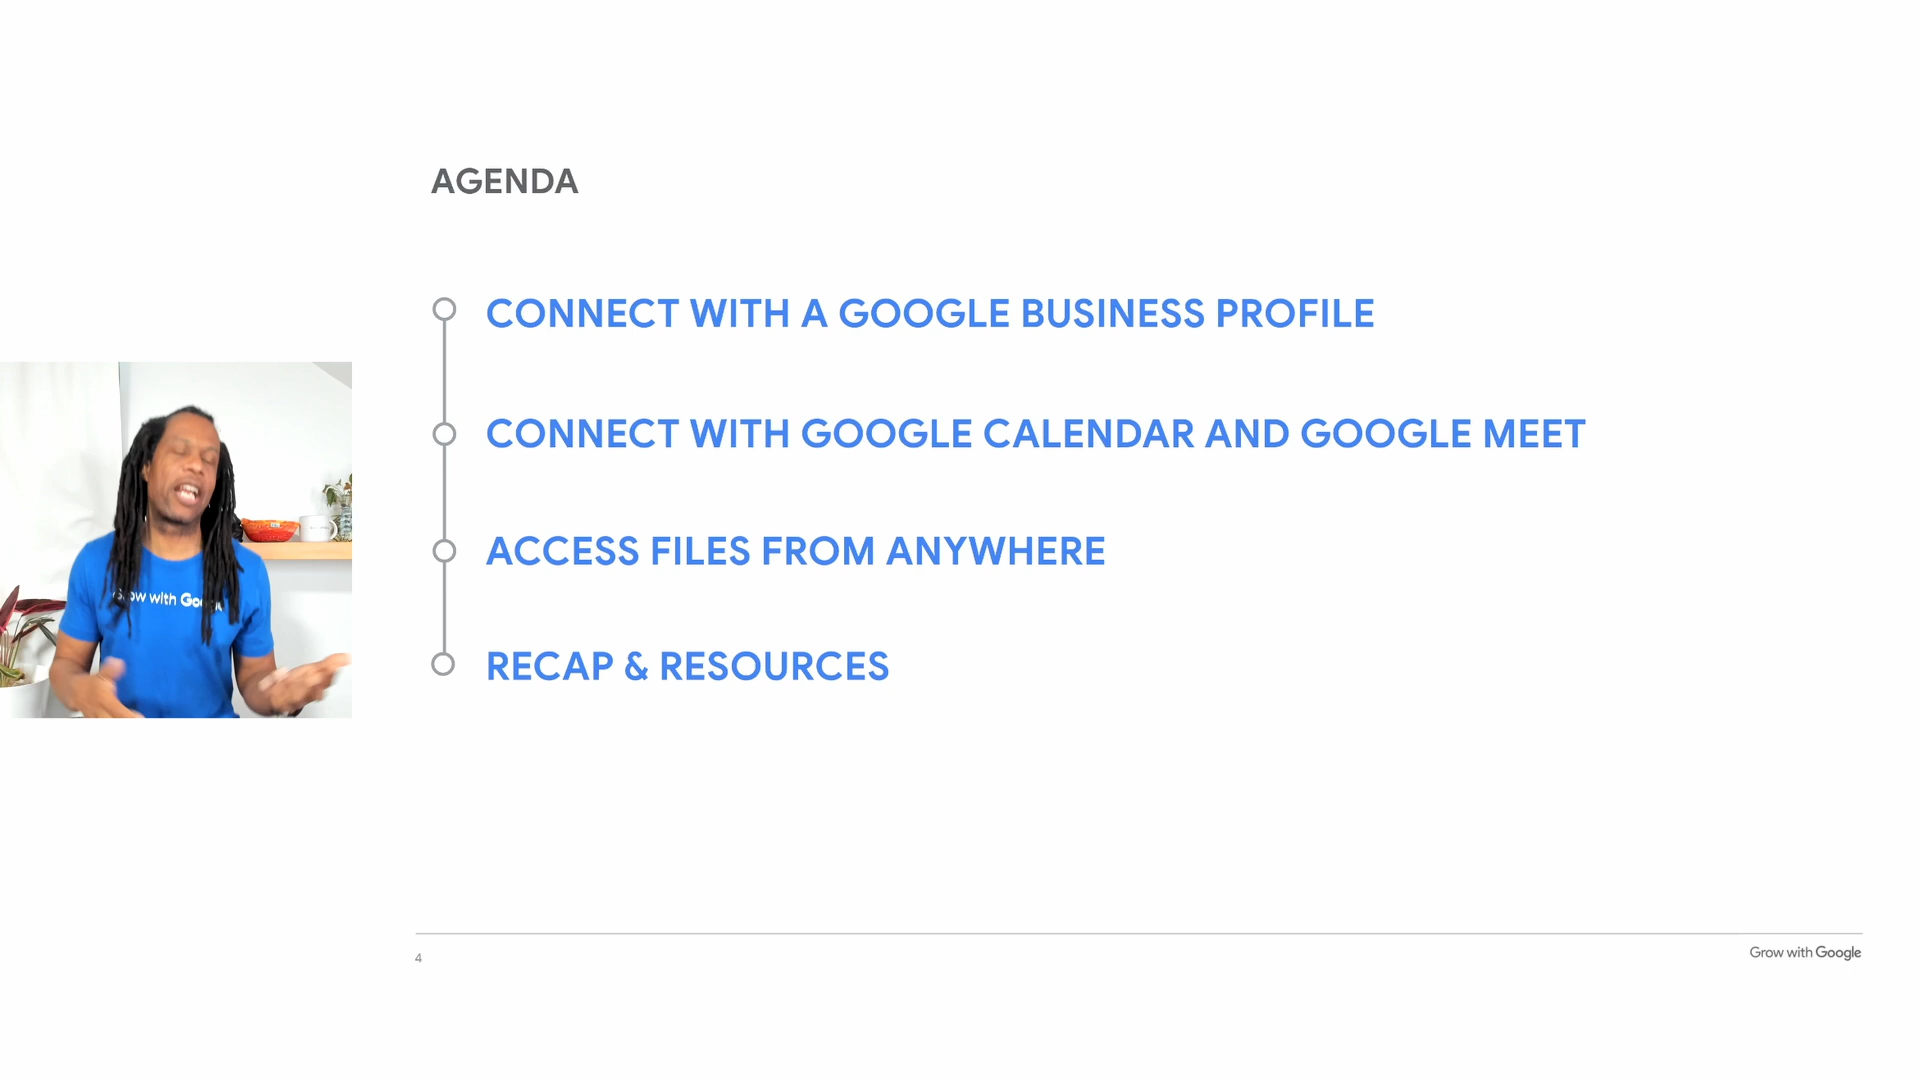 AGENDA
CONNECT WITH A GOOGLE BUSINESS PROFILE
CONNECT WITH GOOGLE CALENDAR AND GOOGLE MEET
ACCESS FILES FROM ANYWHERE
RECAP & RESOURCES
with
4
Grow with Google